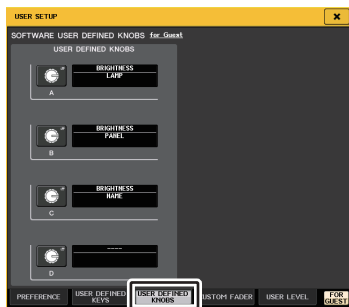 USER SETUP
SOFTWARE USER DEFINED KNOBS for Guest
USER DEFINED KNOBS
BRIGHTNESS
LAMP
A
BRIGHTNESS
PANEL
B
BRIGHTNESS
NAME
C
----
D
PREFERENCE
USER DEFINED
KEYS
USER DEFINED
KNOBS
USTOM FADER
USER LEVEL
FOR
GUEST